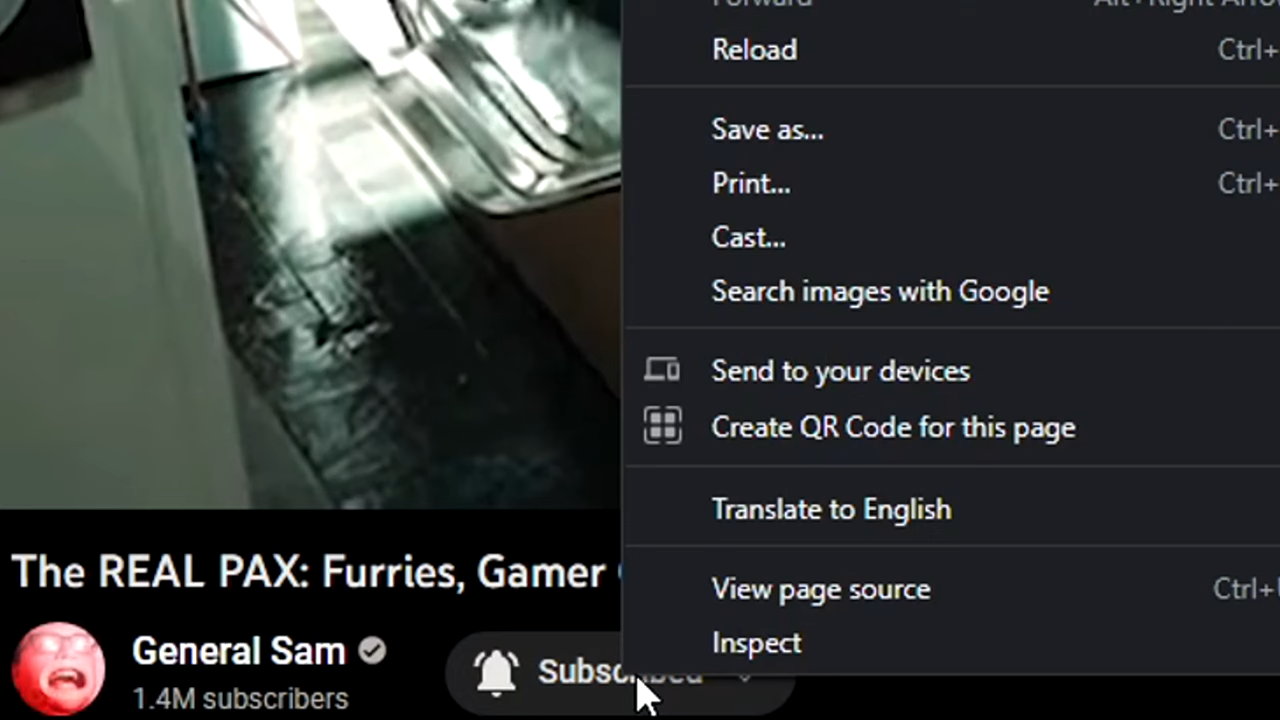 Reload Ctrl+
Save as... Ctrl+
Print... Ctrl+
Cast...
Search images with Google
Send to your devices
Create QR Code for this page
Translate to English
View page source Ctrl+U
Inspect
The REAL PAX: Furries, Gamer
General Sam
Subscribed
1.4M subscribers